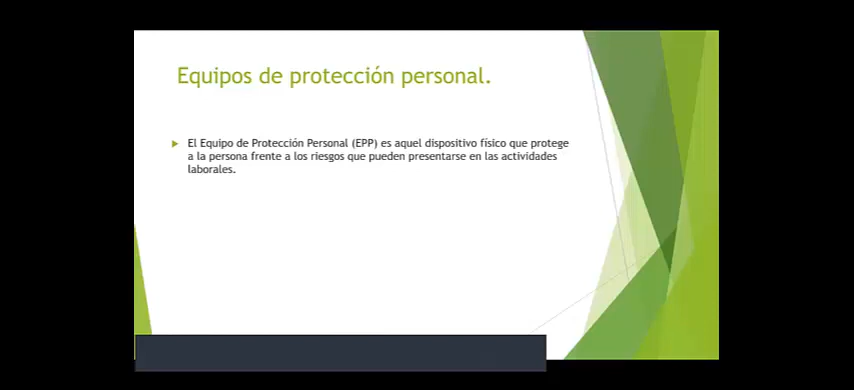 Equipos de protección personal.
El Equipo de Protección Personal (EPP) es aquel dispositivo físico que protege
a la persona frente a los riesgos que pueden presentarse en las actividades
laborales.